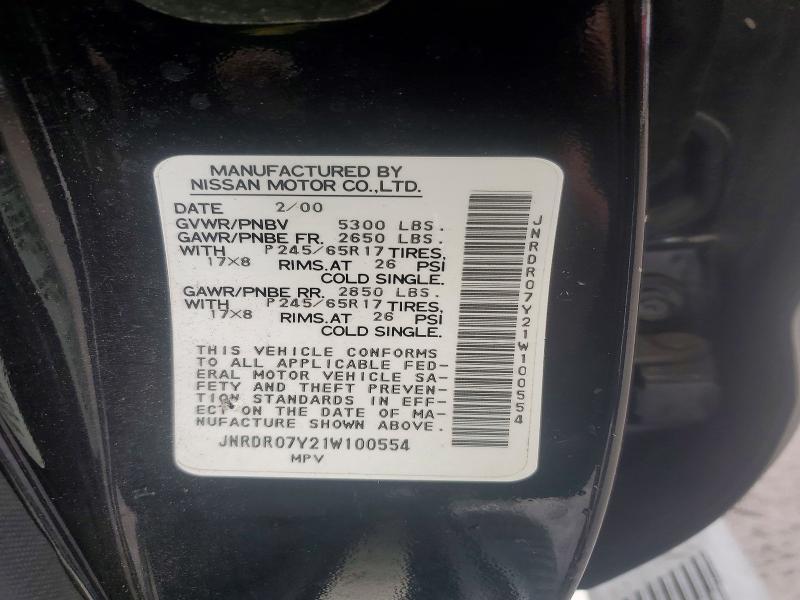 MANUFACTURED BY
NISSAN MOTOR CO.,LTD.
DATE 2/00
GVWR/PNBV 5300 LBS.
GAWR/PNBE FR. 2650 LBS.
WITH P245/65R17 TIRES,
17×8 RIMS.AT 26 PSI
COLD SINGLE.
GAWR/PNBE RR. 2850 LBS.
WITH P245/65R17 TIRES,
17×8 RIMS.AT 26 PSI
COLD SINGLE.
THIS VEHICLE CONFORMS
TO ALL APPLICABLE FED-
ERAL MOTOR VEHICLE SA-
FETY AND THEFT PREVEN-
TION STANDARDS IN EFF-
ECT ON THE DATE OF MA-
NUFACTURE SHOWN ABOVE.
JNRDR07Y21W100554
MPV
JNRDR07Y21W100554